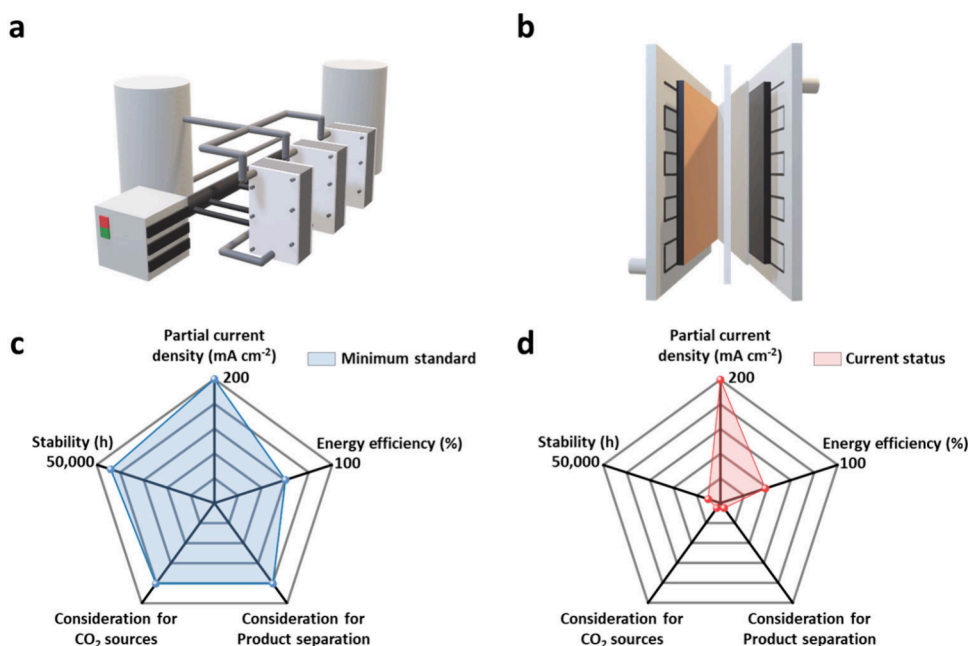 a
b
c
Partial current
density (mA cm⁻²)
200
Minimum standard
Stability (h)
50,000
Energy efficiency (%)
100
Consideration for
CO₂ sources
Consideration for
Product separation
d
Partial current
density (mA cm⁻²)
200
Current status
Stability (h)
50,000
Energy efficiency (%)
100
Consideration for
CO₂ sources
Consideration for
Product separation